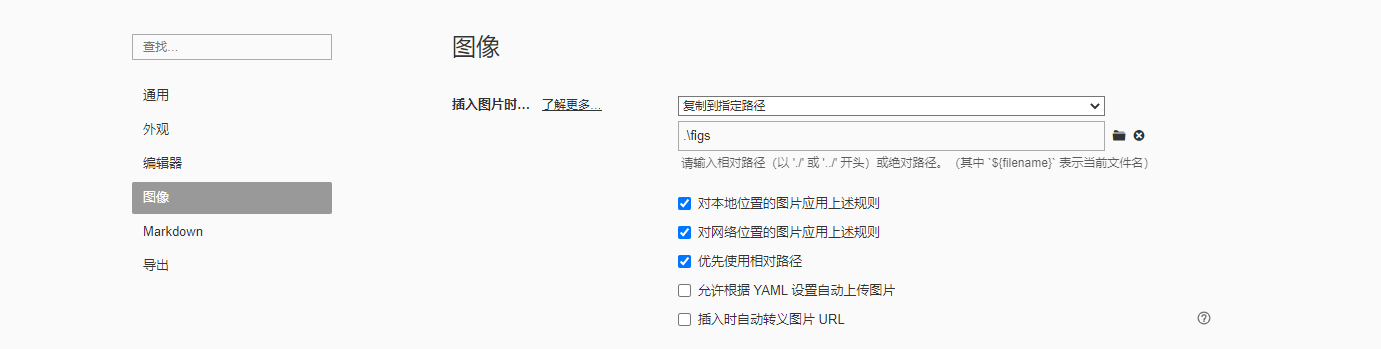 查找...
通用
外观
编辑器
图像
Markdown
导出
图像
插入图片时... 了解更多...
复制到指定路径
.\figs
请输入相对路径（以 './' 或 '../' 开头）或绝对路径。（其中 `${filename}` 表示当前文件名）
对本地位置的图片应用上述规则
对网络位置的图片应用上述规则
优先使用相对路径
允许根据 YAML 设置自动上传图片
插入时自动转义图片 URL